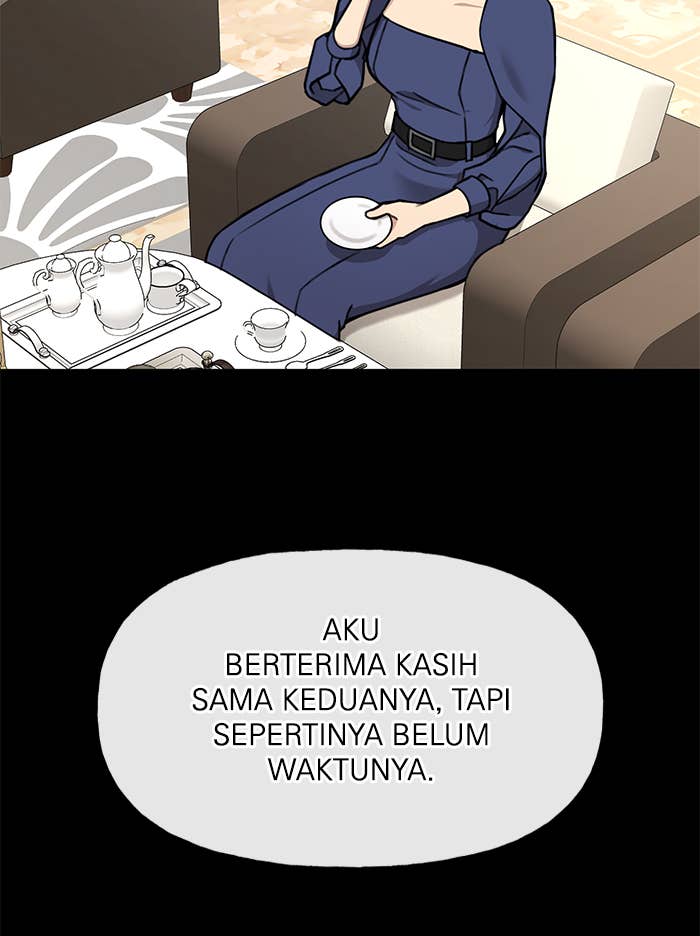 AKU
BERTERIMA KASIH
SAMA KEDUANYA, TAPI
SEPERTINYA BELUM
WAKTUNYA.